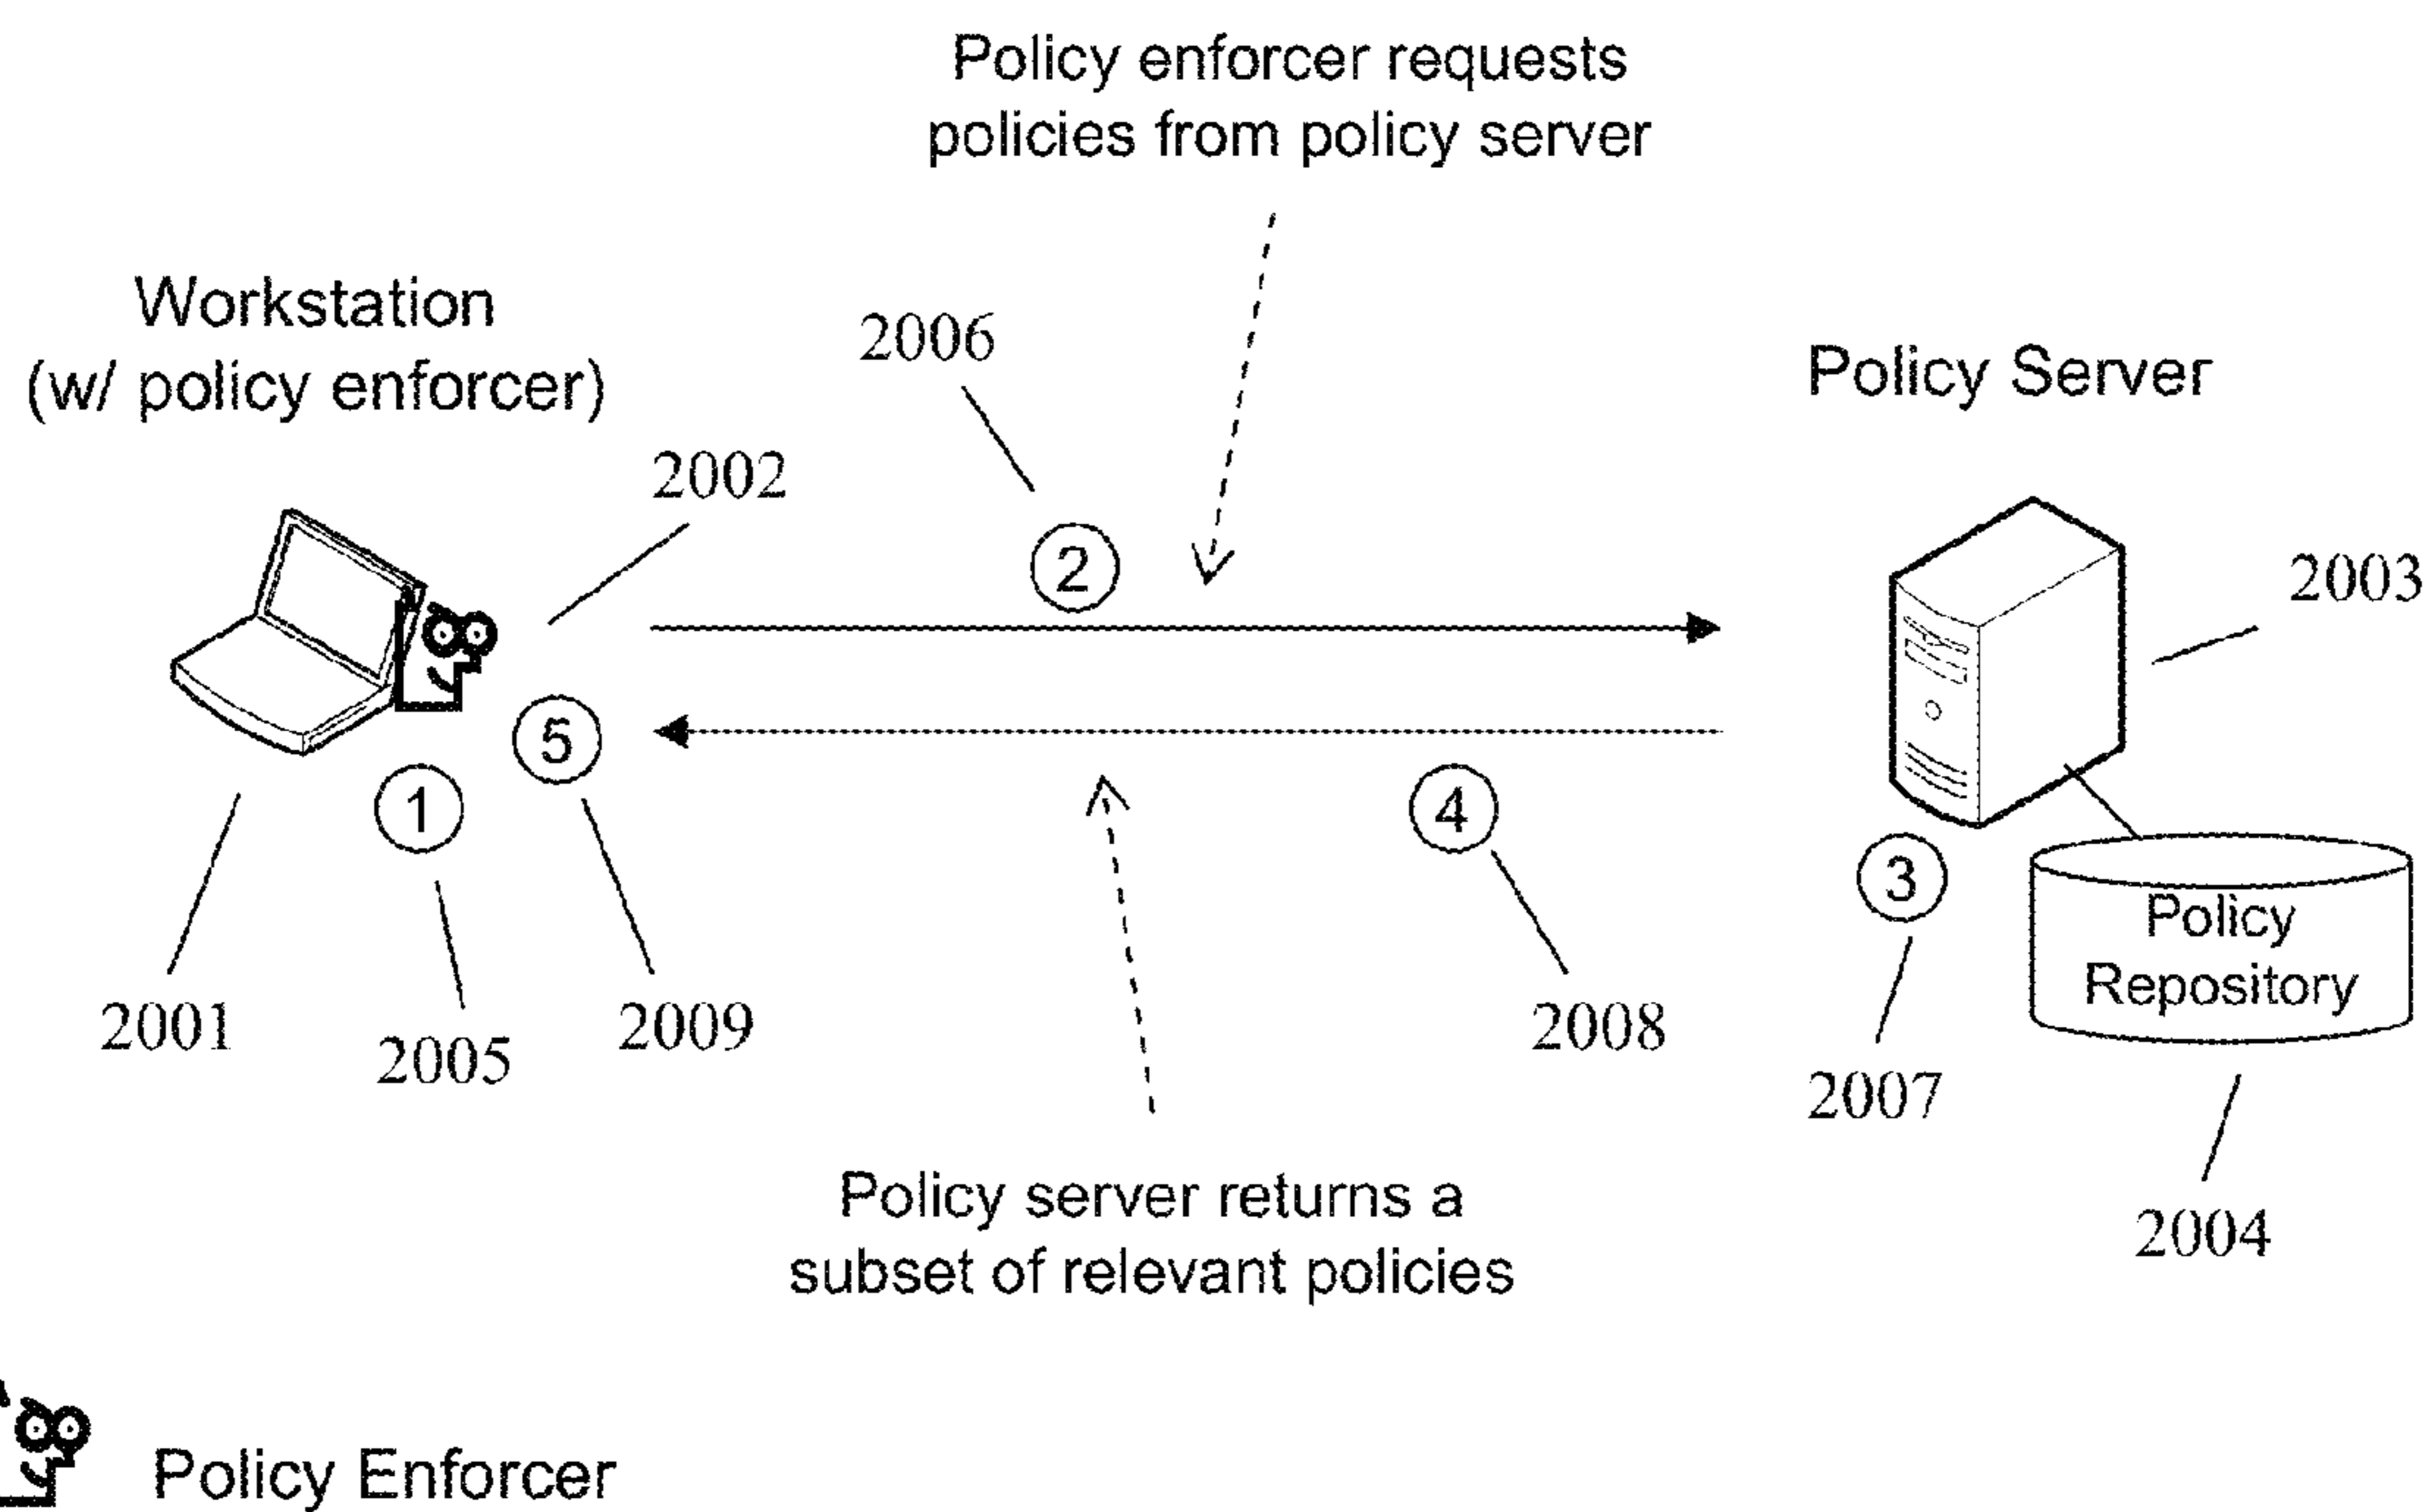 Policy enforcer requests
policies from policy server
Workstation
(w/ policy enforcer)
2006
Policy Server
2002
2
2003
5
1
4
3
Policy
Repository
2001
2005
2009
2008
2007
2004
Policy server returns a
subset of relevant policies
Policy Enforcer